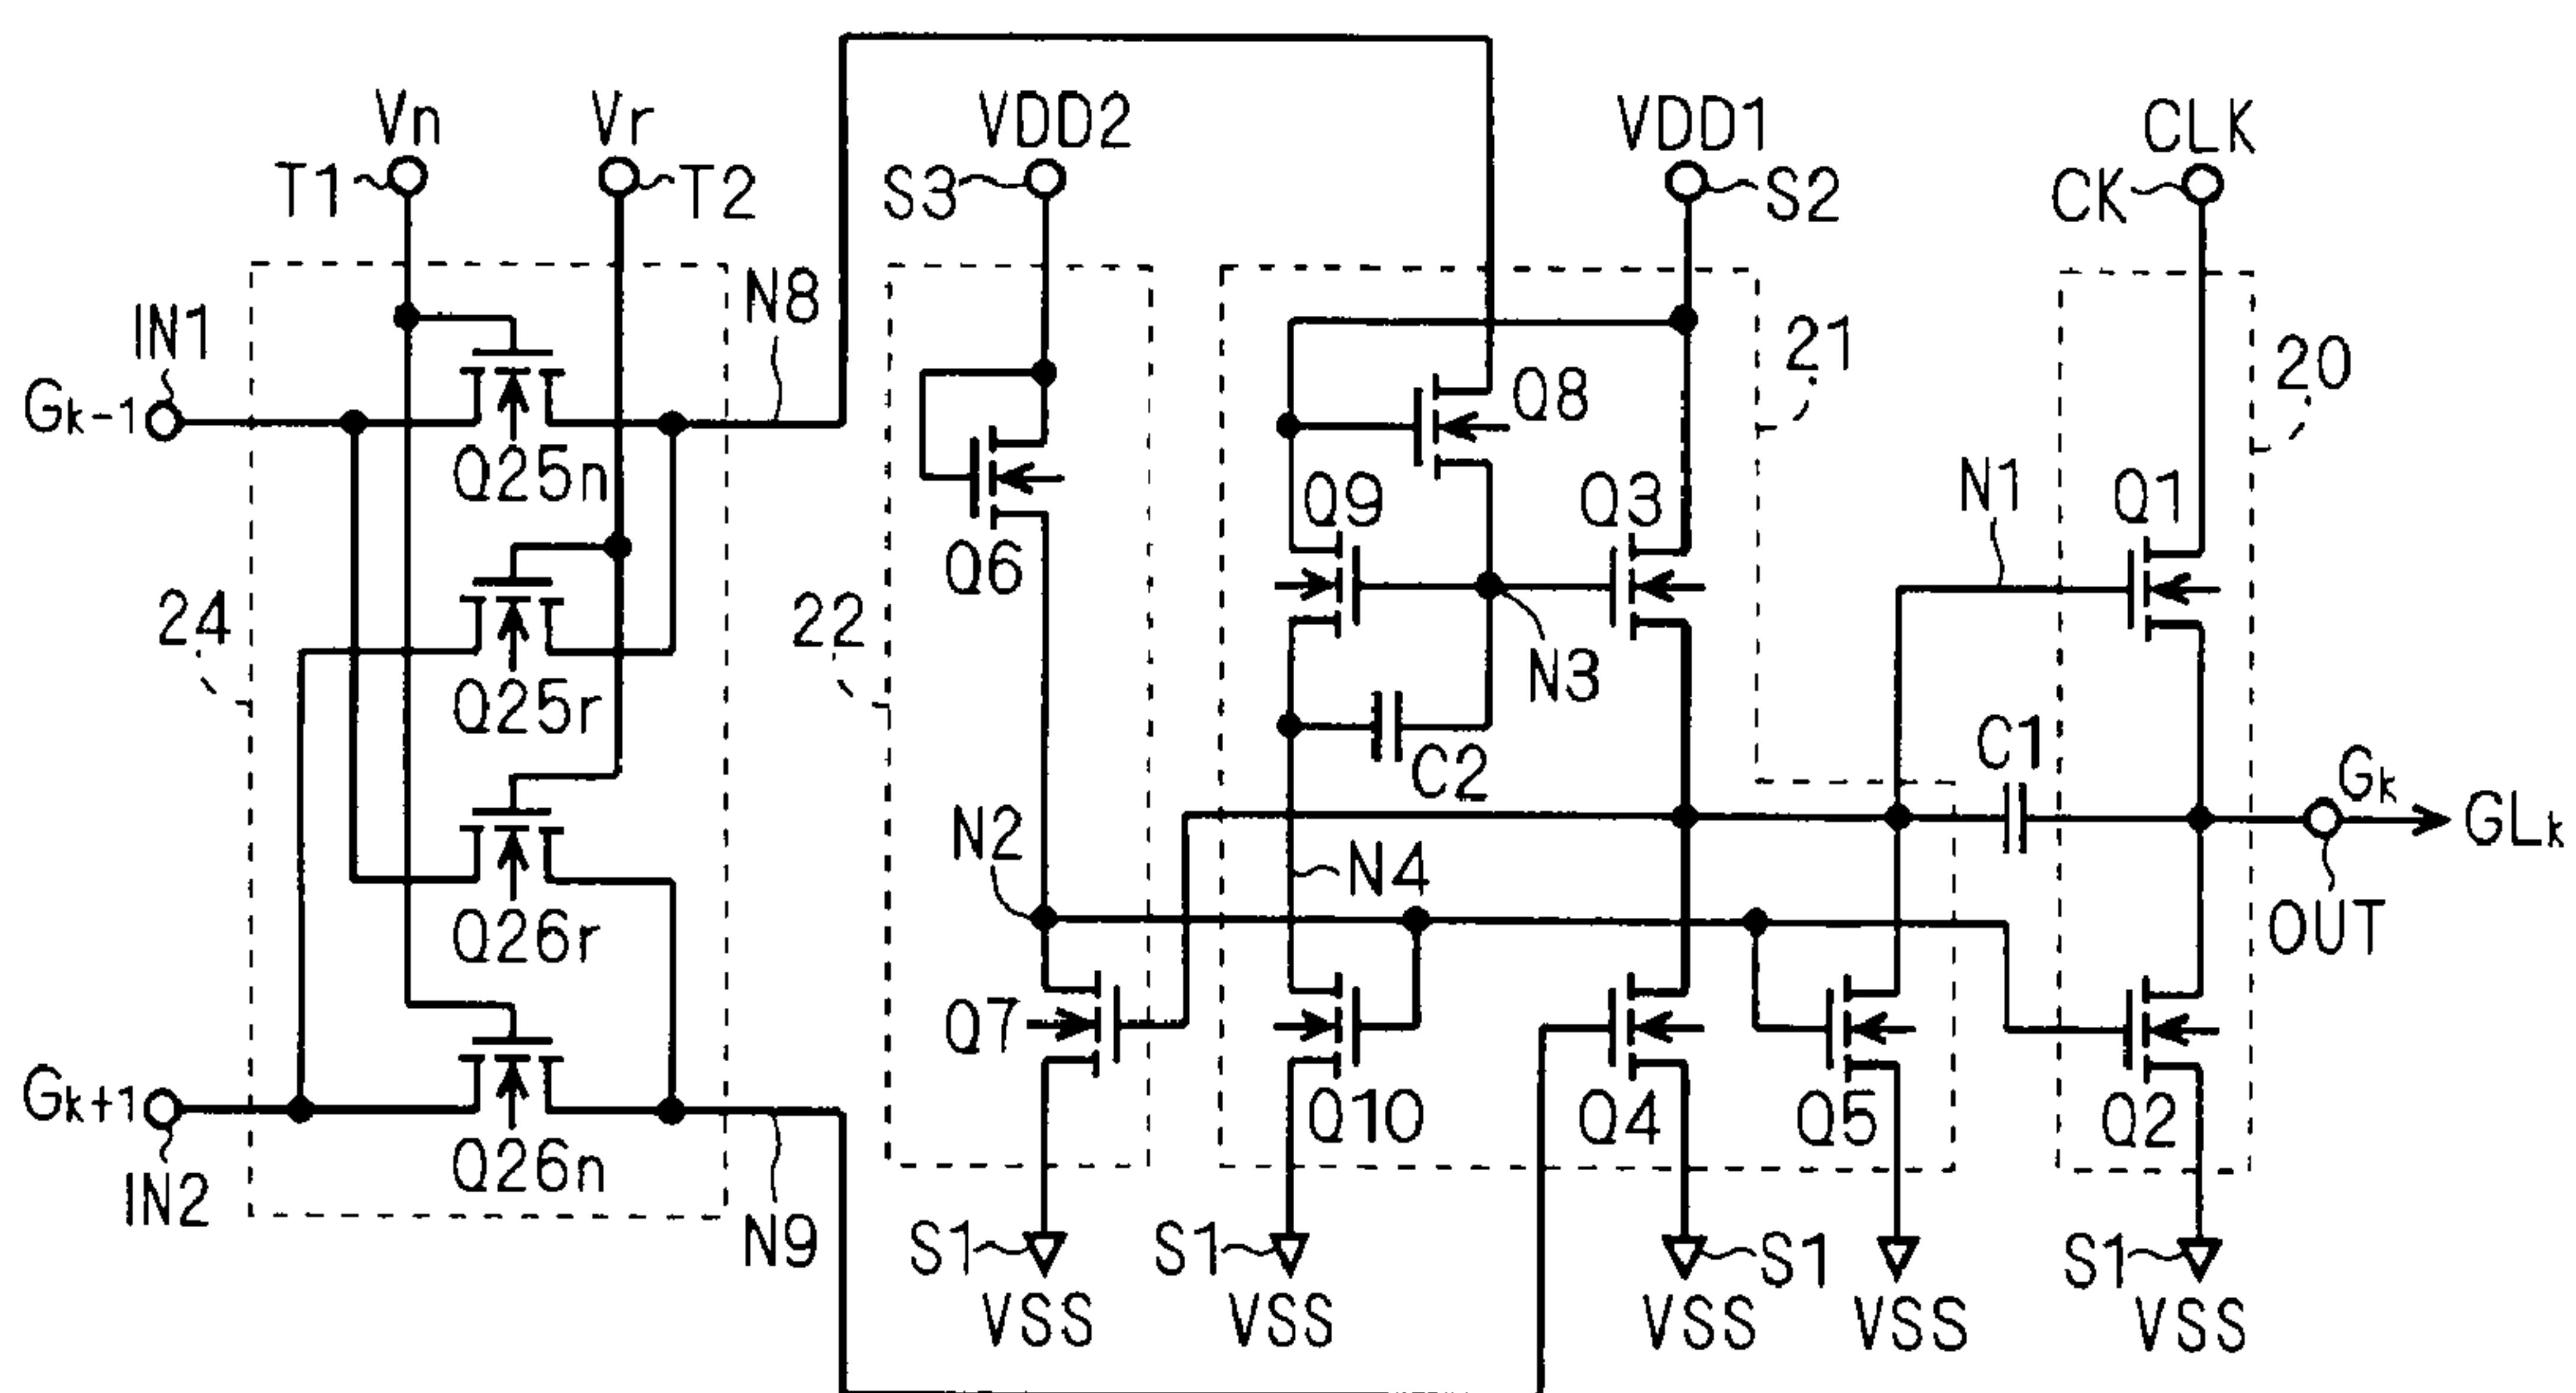 Vn
Vr
VDD2
VDD1
CLK
T1
T2
S3
S2
CK
IN1
N8
21
20
Gk-1
Q8
Q25n
Q9
Q3
N1
Q1
Q6
24
22
N3
Q25r
C2
C1
Gk
GLk
N2
N4
Q26r
OUT
Q7
Gk+1
Q10
Q4
Q5
Q2
Q26n
IN2
N9
S1
S1
S1
S1
VSS
VSS
VSS
VSS
VSS